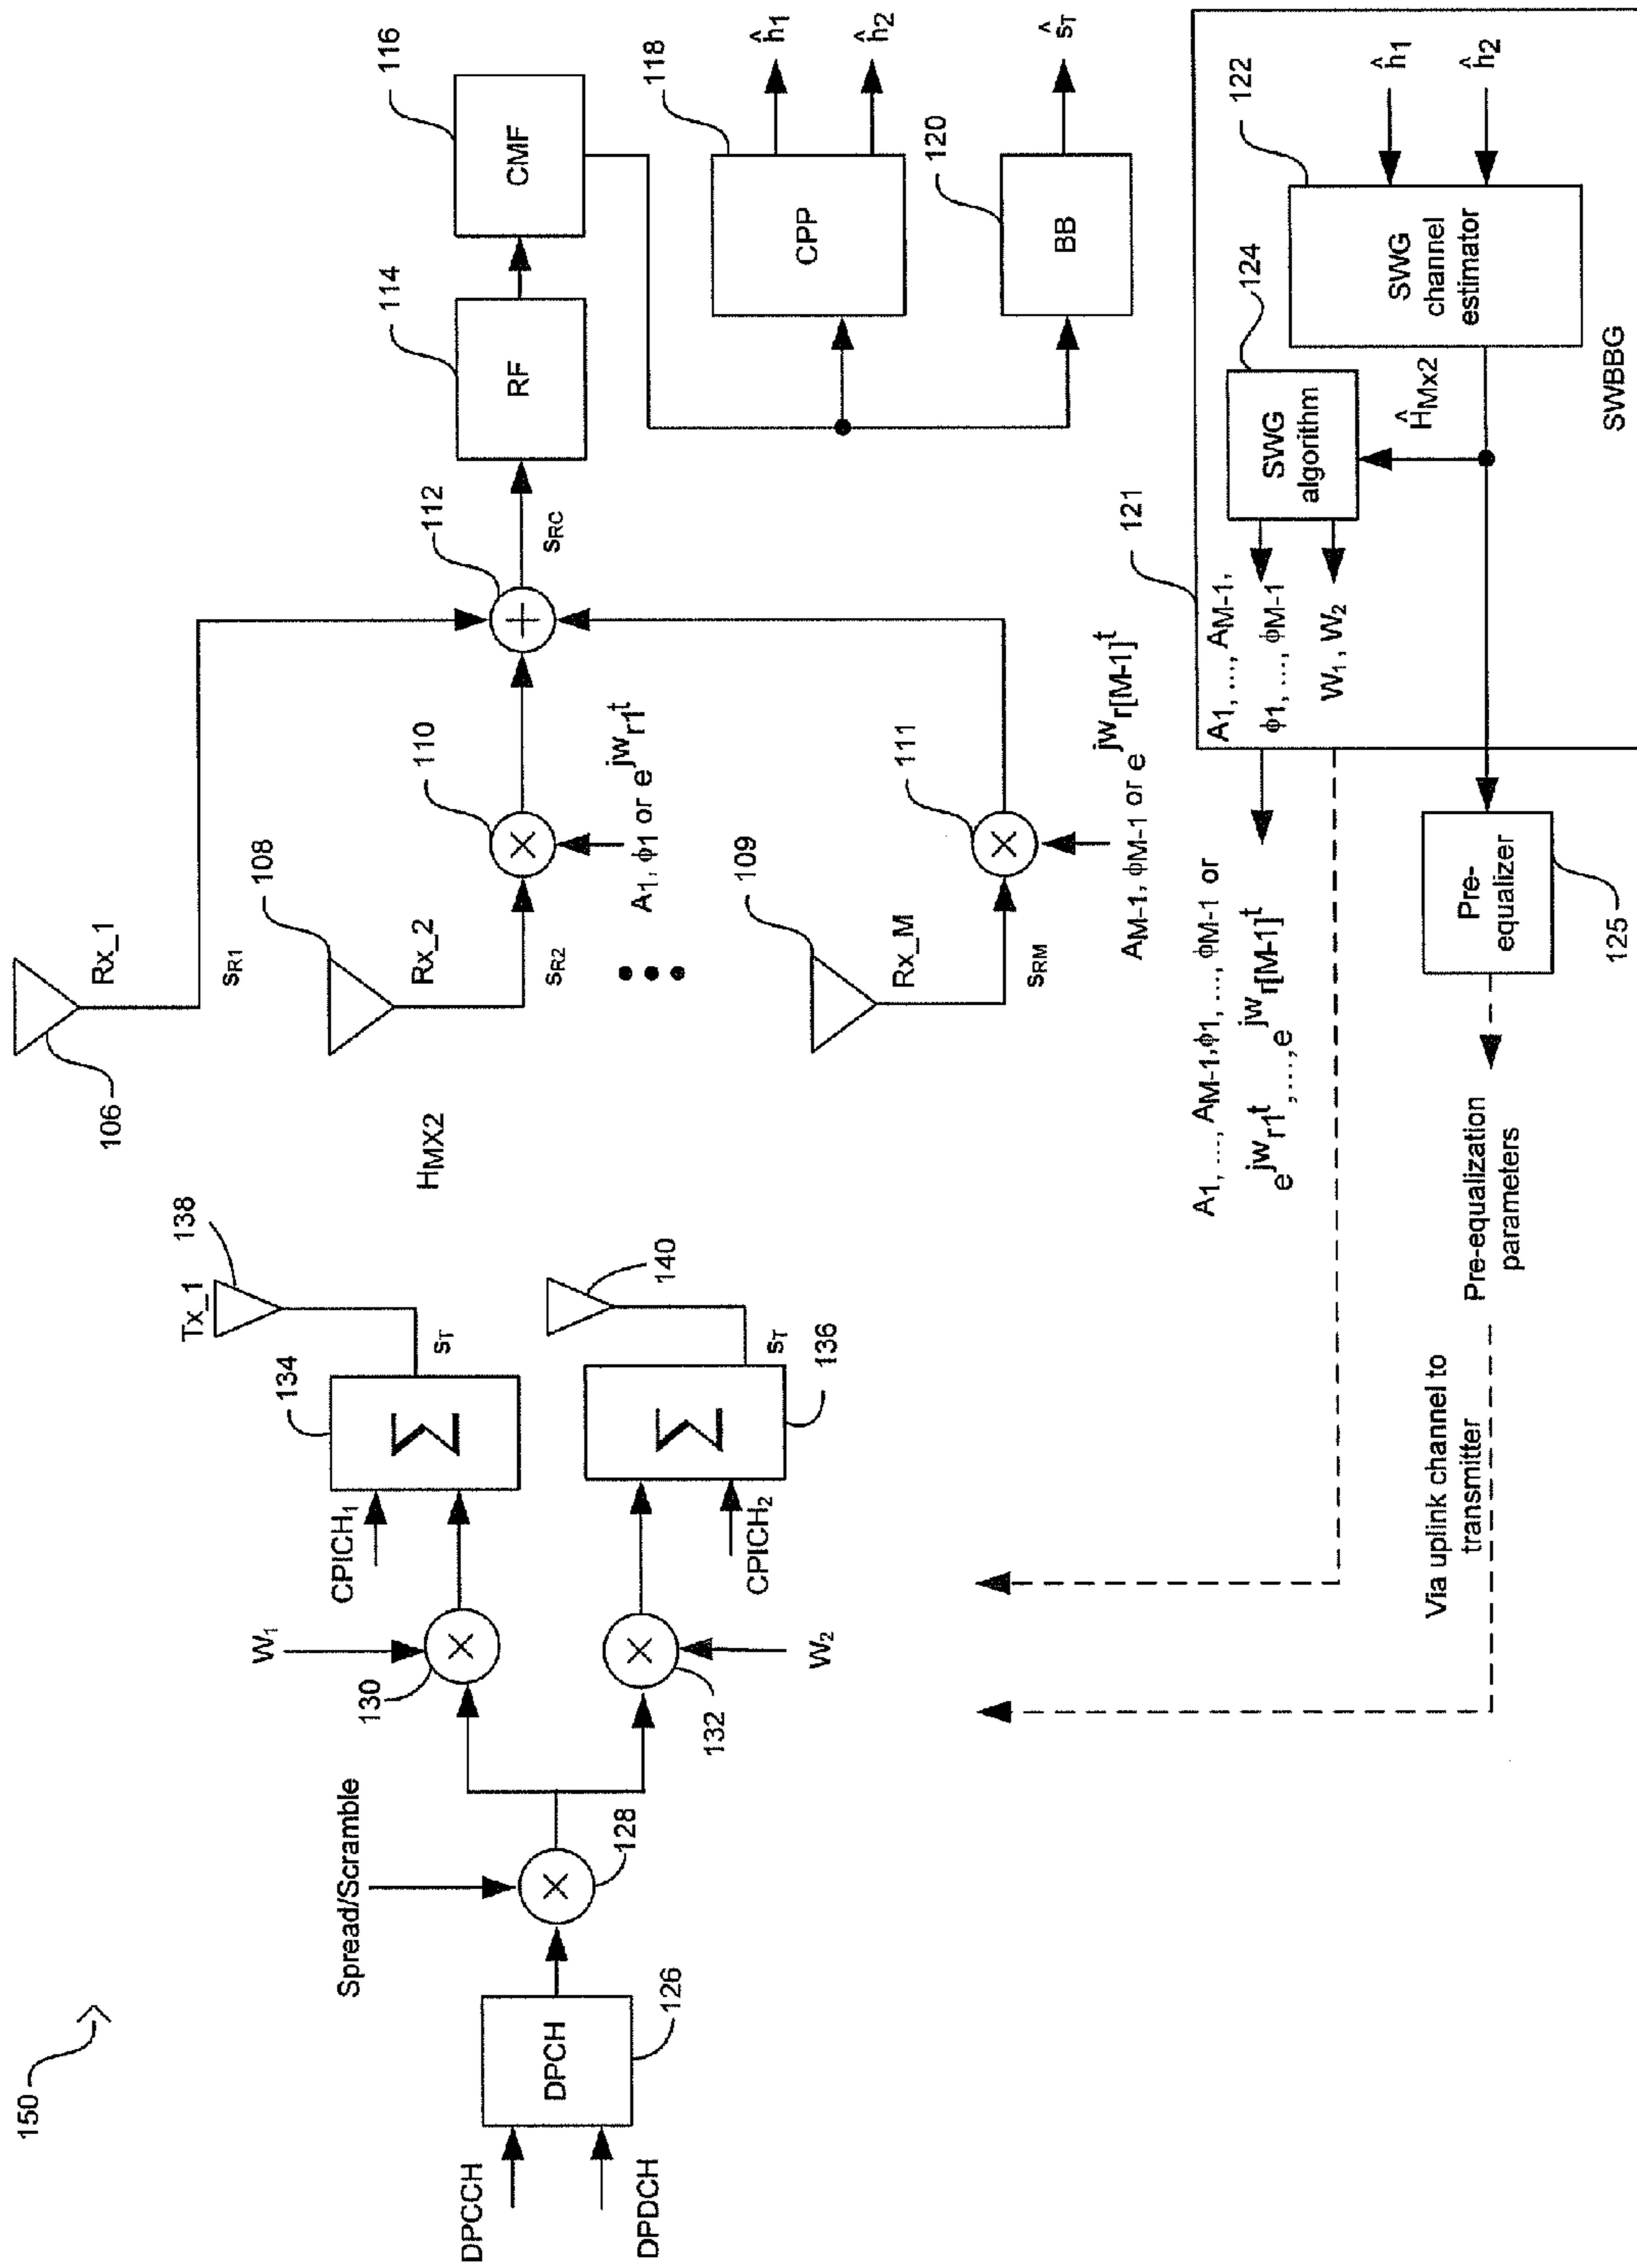 150
DPCCH
DPDCH
DPCH
126
Spread/Scramble
128
W1
130
132
W2
CPICH1
CPICH2
134
Σ
Σ
136
sT
sT
Tx_1
138
140
HMX2
106
Rx_1
sR1
108
Rx_2
sR2
110
A1, ϕ1 or e^jwr1t
109
Rx_M
sRM
111
AM-1, ϕM-1 or e^jwr[M-1]t
112
+
sRC
114
RF
116
CMF
118
CPP
ĥ1
ĥ2
120
BB
ŝT
121
A1, ..., AM-1,
ϕ1, ..., ϕM-1
W1, W2
124
SWG
algorithm
ĤMx2
122
SWG
channel
estimator
ĥ1
ĥ2
SWBBG
A1, ..., AM-1,ϕ1, ..., ϕM-1 or
e^jwr1t,...,e^jwr[M-1]t
Pre-
equalizer
125
Pre-equalization
parameters
Via uplink channel to
transmitter